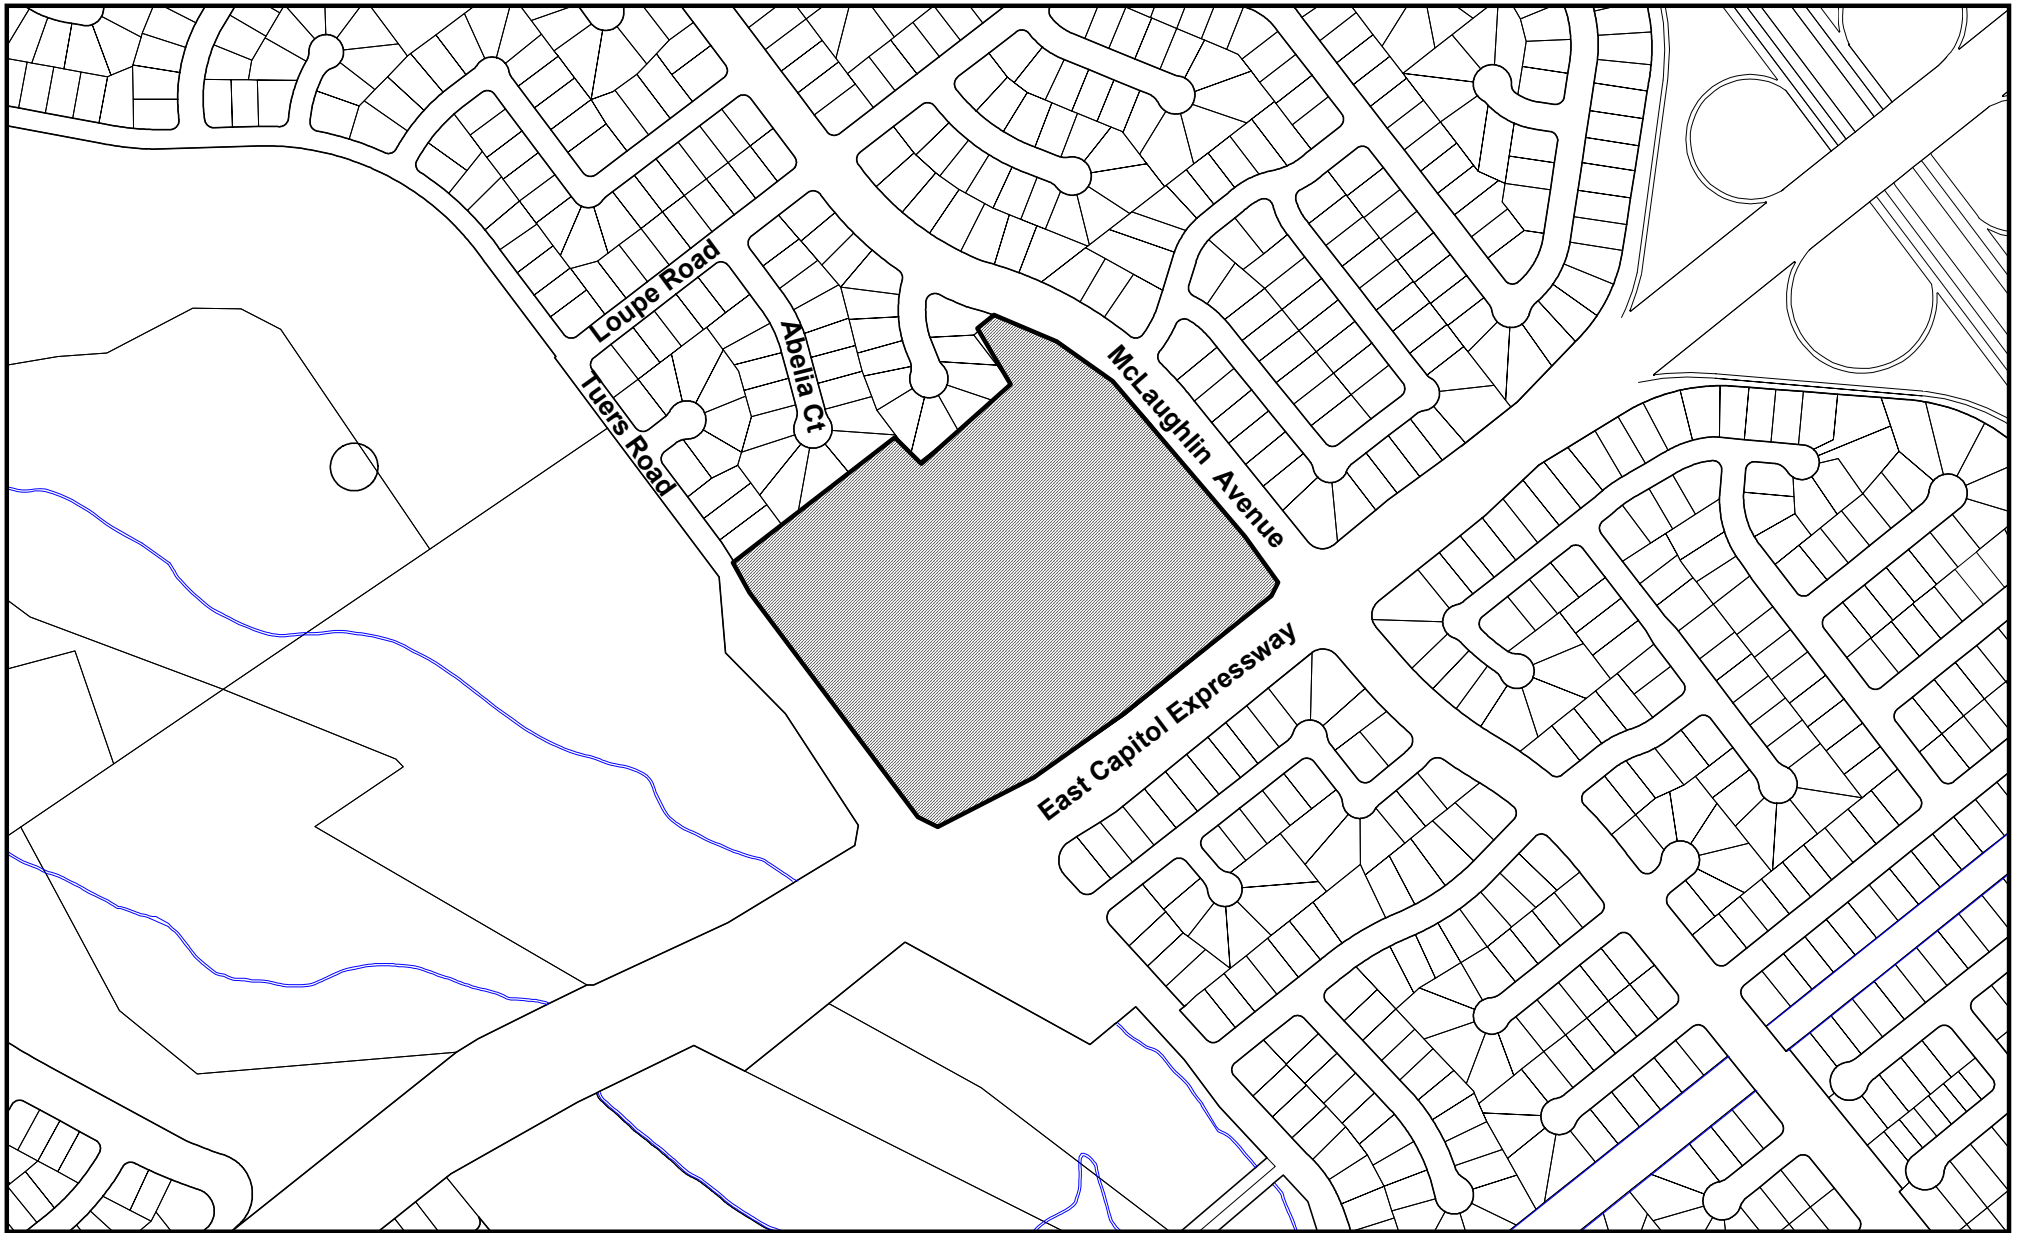 Loupe Road
Abelia Ct
Tuers Road
McLaughlin Avenue
East Capitol Expressway